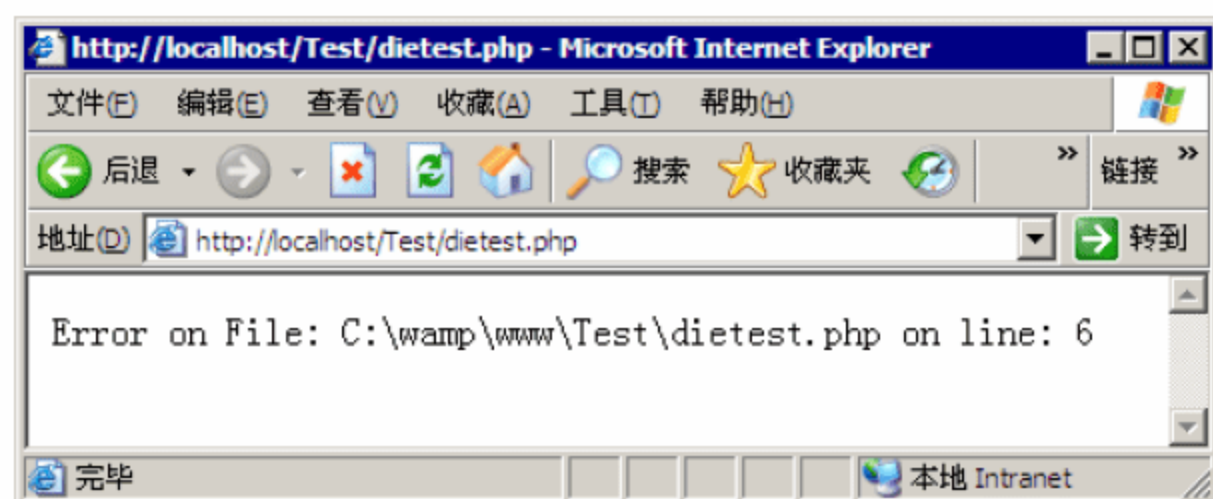 http://localhost/Test/dietest.php - Microsoft Internet Explorer
文件(F) 编辑(E) 查看(V) 收藏(A) 工具(T) 帮助(H)
后退 搜索 收藏夹 » 链接 »
地址(D) http://localhost/Test/dietest.php 转到
Error on File: C:\wamp\www\Test\dietest.php on line: 6
完毕 本地 Intranet